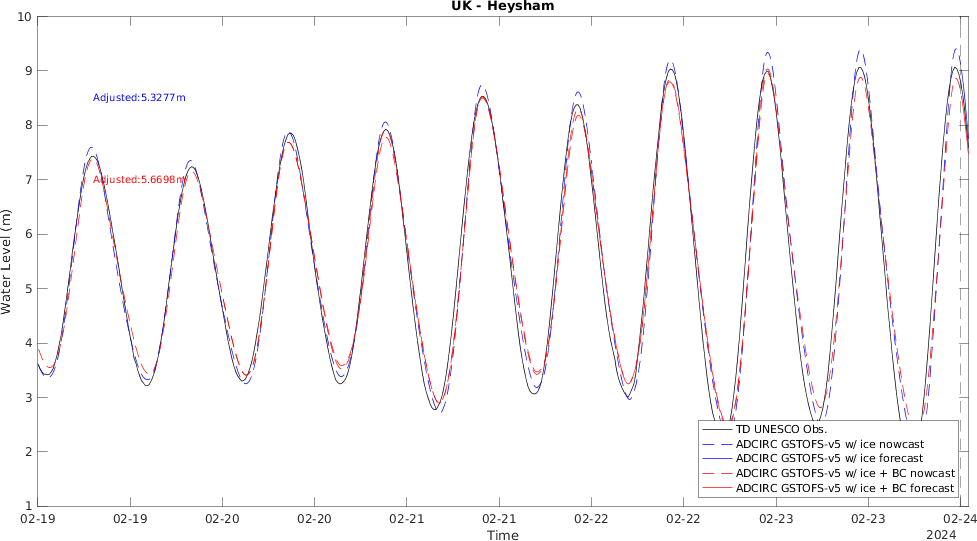 UK - Heysham
10
9
8
7
6
5
4
3
2
1
Water Level (m)
Adjusted:5.3277m
Adjusted:5.6698m
TD UNESCO Obs.
ADCIRC GSTOFS-v5 w/ ice nowcast
ADCIRC GSTOFS-v5 w/ ice forecast
ADCIRC GSTOFS-v5 w/ ice + BC nowcast
ADCIRC GSTOFS-v5 w/ ice + BC forecast
02-19 02-19 02-20 02-20 02-21 02-21 02-22 02-22 02-23 02-23 02-24
Time
2024